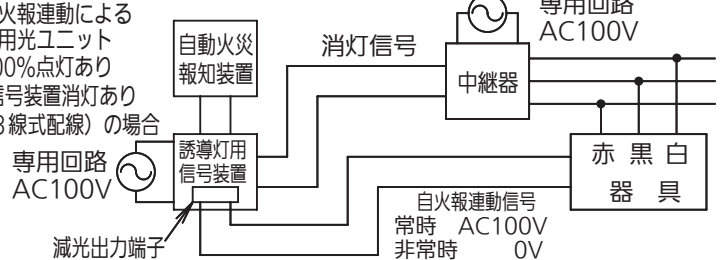 火報連動による
用光ユニット
00%点灯あり
信号装置消灯あり
3線式配線）の場合
自動火災
報知装置
消灯信号
専用回路
AC100V
中継器
専用回路
AC100V
誘導灯用
信号装置
赤 黒 白
器 具
自火報連動信号
常時 AC100V
非常時 0V
減光出力端子